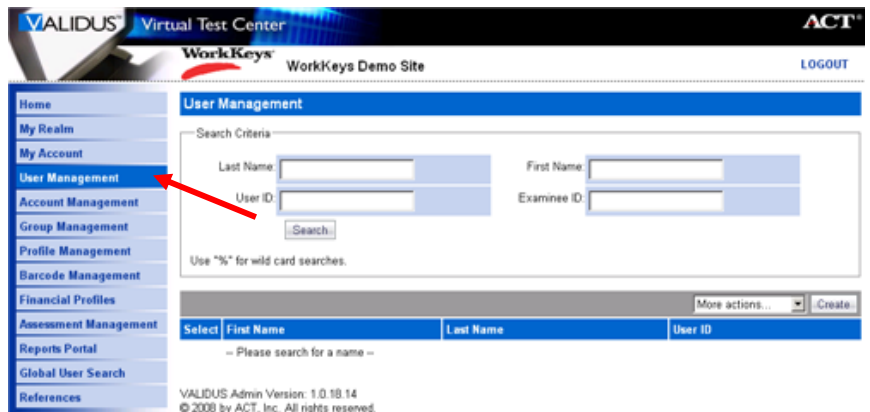 VALIDUS™ Virtual Test Center ACT®
WorkKeys® WorkKeys Demo Site LOGOUT
Home
My Realm
My Account
User Management
Account Management
Group Management
Profile Management
Barcode Management
Financial Profiles
Assessment Management
Reports Portal
Global User Search
References
User Management
Search Criteria
Last Name: First Name:
User ID: Examinee ID:
Search
Use "%" for wild card searches.
More actions... Create
Select First Name Last Name User ID
-- Please search for a name --
VALIDUS Admin Version: 1.0.18.14
© 2008 by ACT, Inc. All rights reserved.